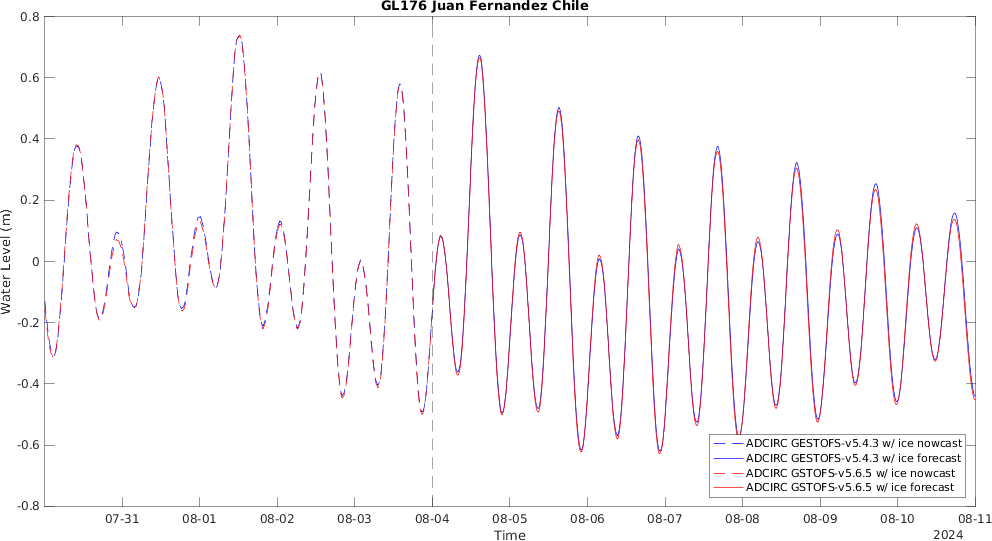 GL176 Juan Fernandez Chile
Water Level (m)
0.8
0.6
0.4
0.2
0
-0.2
-0.4
-0.6
-0.8
ADCIRC GESTOFS-v5.4.3 w/ ice nowcast
ADCIRC GESTOFS-v5.4.3 w/ ice forecast
ADCIRC GSTOFS-v5.6.5 w/ ice nowcast
ADCIRC GSTOFS-v5.6.5 w/ ice forecast
07-31 08-01 08-02 08-03 08-04 08-05 08-06 08-07 08-08 08-09 08-10 08-11
Time
2024